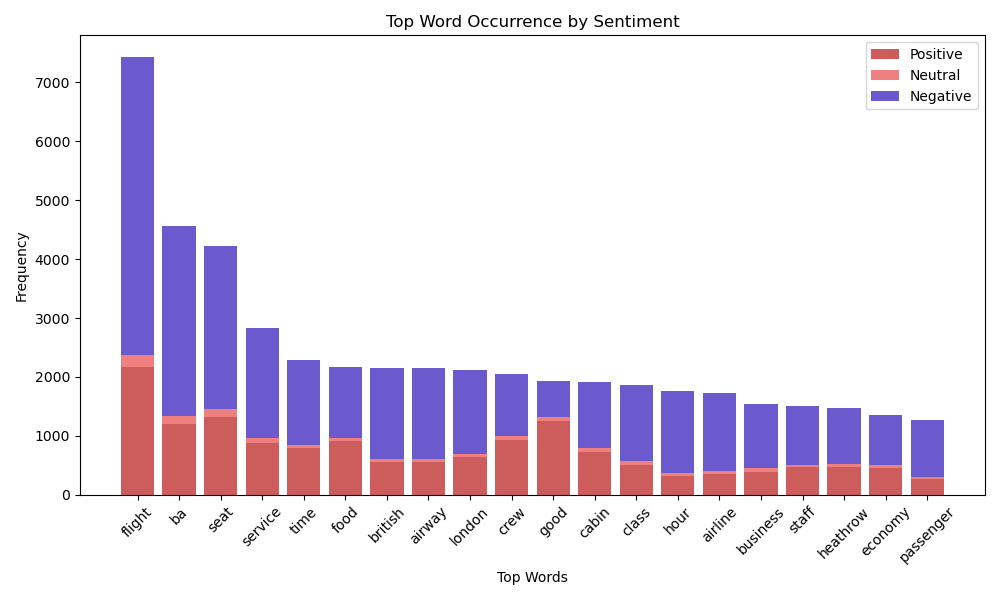 Top Word Occurrence by Sentiment
Positive
Neutral
Negative
Frequency
7000
6000
5000
4000
3000
2000
1000
0
flight
ba
seat
service
time
food
british
airway
london
crew
good
cabin
class
hour
airline
business
staff
heathrow
economy
passenger
Top Words